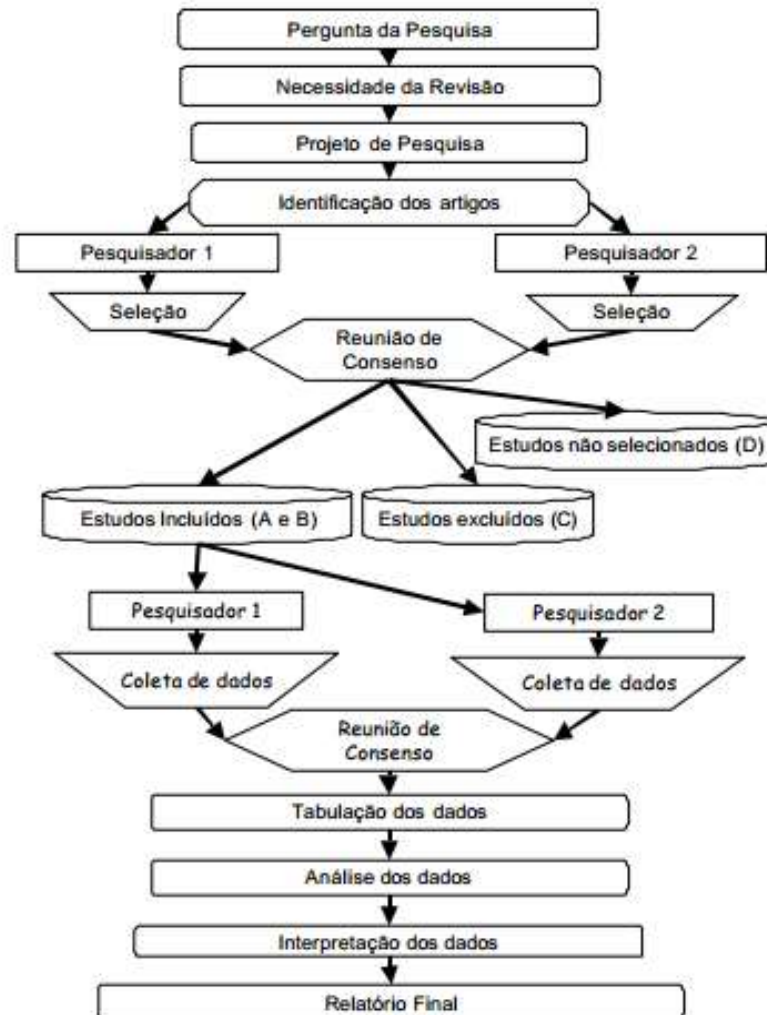 Pergunta da Pesquisa
Necessidade da Revisão
Projeto de Pesquisa
Identificação dos artigos
Pesquisador 1
Pesquisador 2
Seleção
Seleção
Reunião de
Consenso
Estudos não selecionados (D)
Estudos Incluídos (A e B)
Estudos excluídos (C)
Pesquisador 1
Pesquisador 2
Coleta de dados
Coleta de dados
Reunião de
Consenso
Tabulação dos dados
Análise dos dados
Interpretação dos dados
Relatório Final